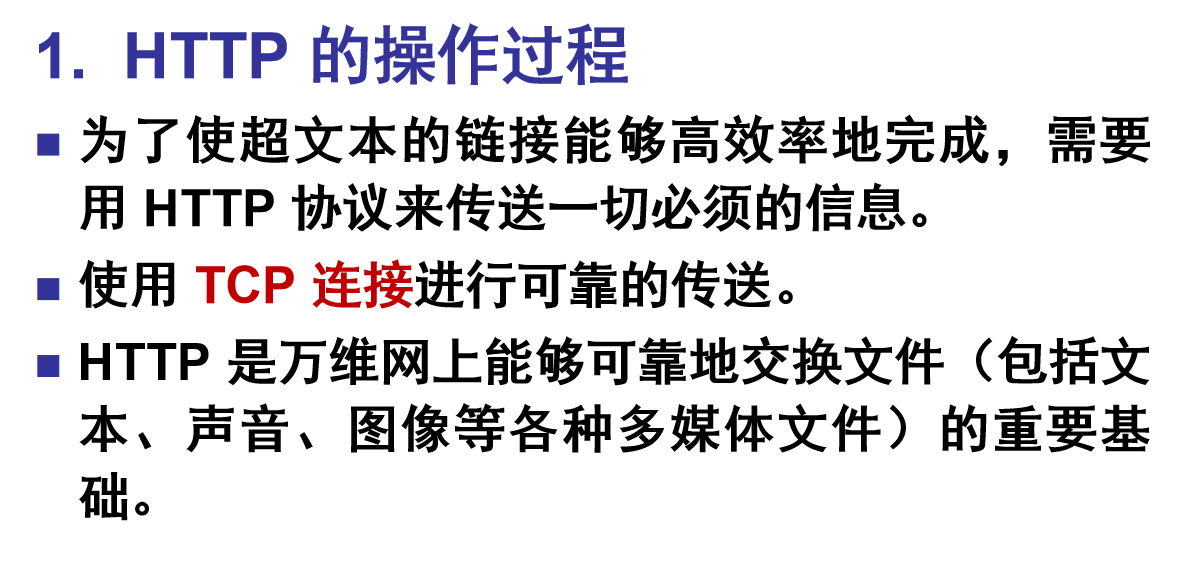 1. HTTP 的操作过程
■ 为了使超文本的链接能够高效率地完成，需要
用 HTTP 协议来传送一切必须的信息。
■ 使用 TCP 连接进行可靠的传送。
■ HTTP 是万维网上能够可靠地交换文件（包括文
本、声音、图像等各种多媒体文件）的重要基
础。